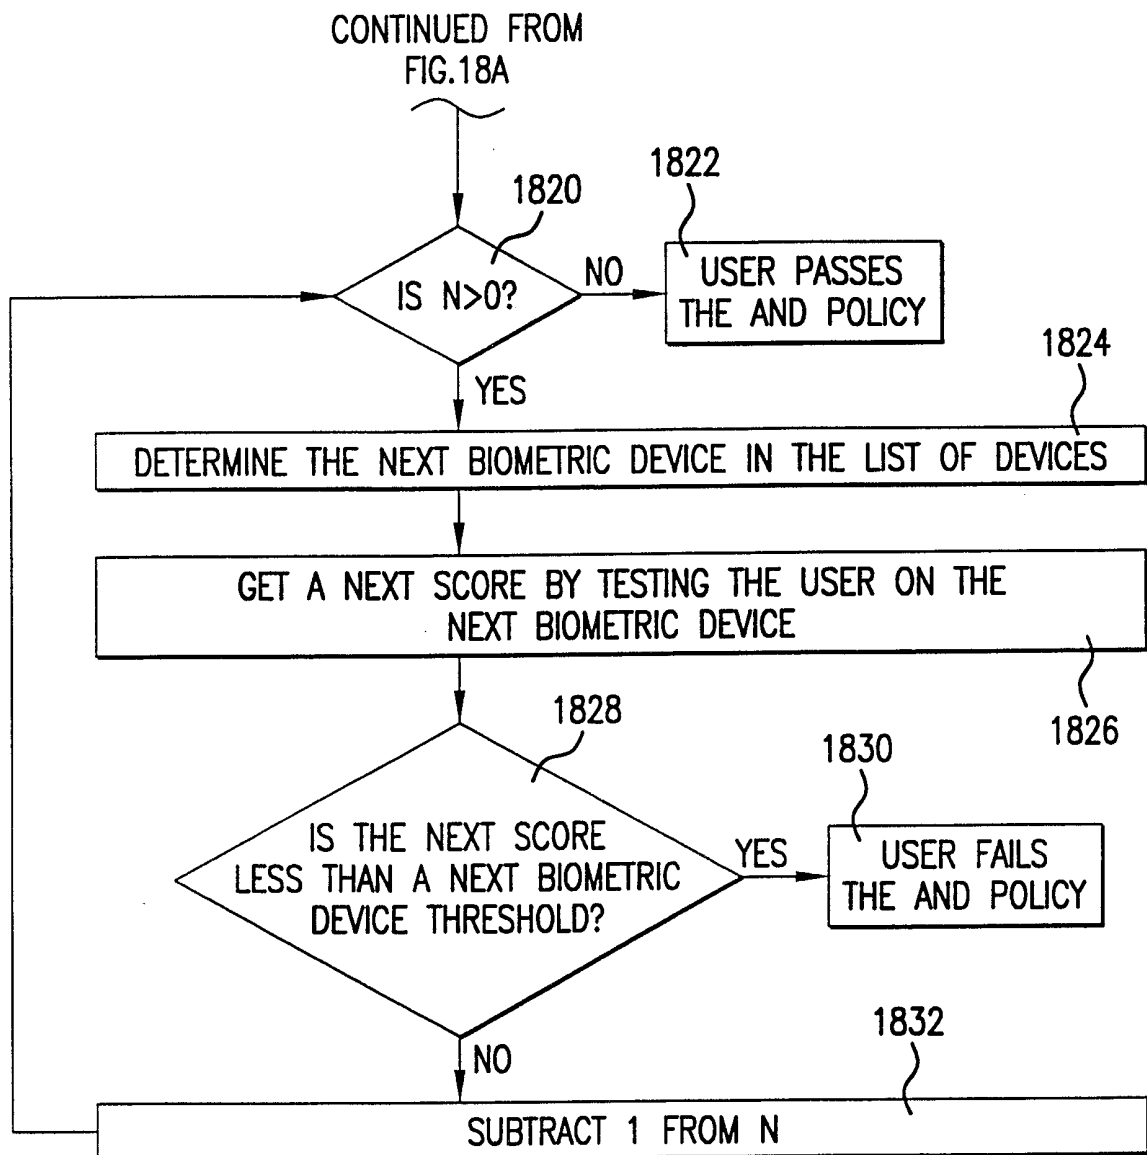 CONTINUED FROM
FIG.18A
1820
1822
IS N>0?
NO
USER PASSES
THE AND POLICY
YES
1824
DETERMINE THE NEXT BIOMETRIC DEVICE IN THE LIST OF DEVICES
GET A NEXT SCORE BY TESTING THE USER ON THE
NEXT BIOMETRIC DEVICE
1826
1828
1830
IS THE NEXT SCORE
LESS THAN A NEXT BIOMETRIC
DEVICE THRESHOLD?
YES
USER FAILS
THE AND POLICY
NO
1832
SUBTRACT 1 FROM N